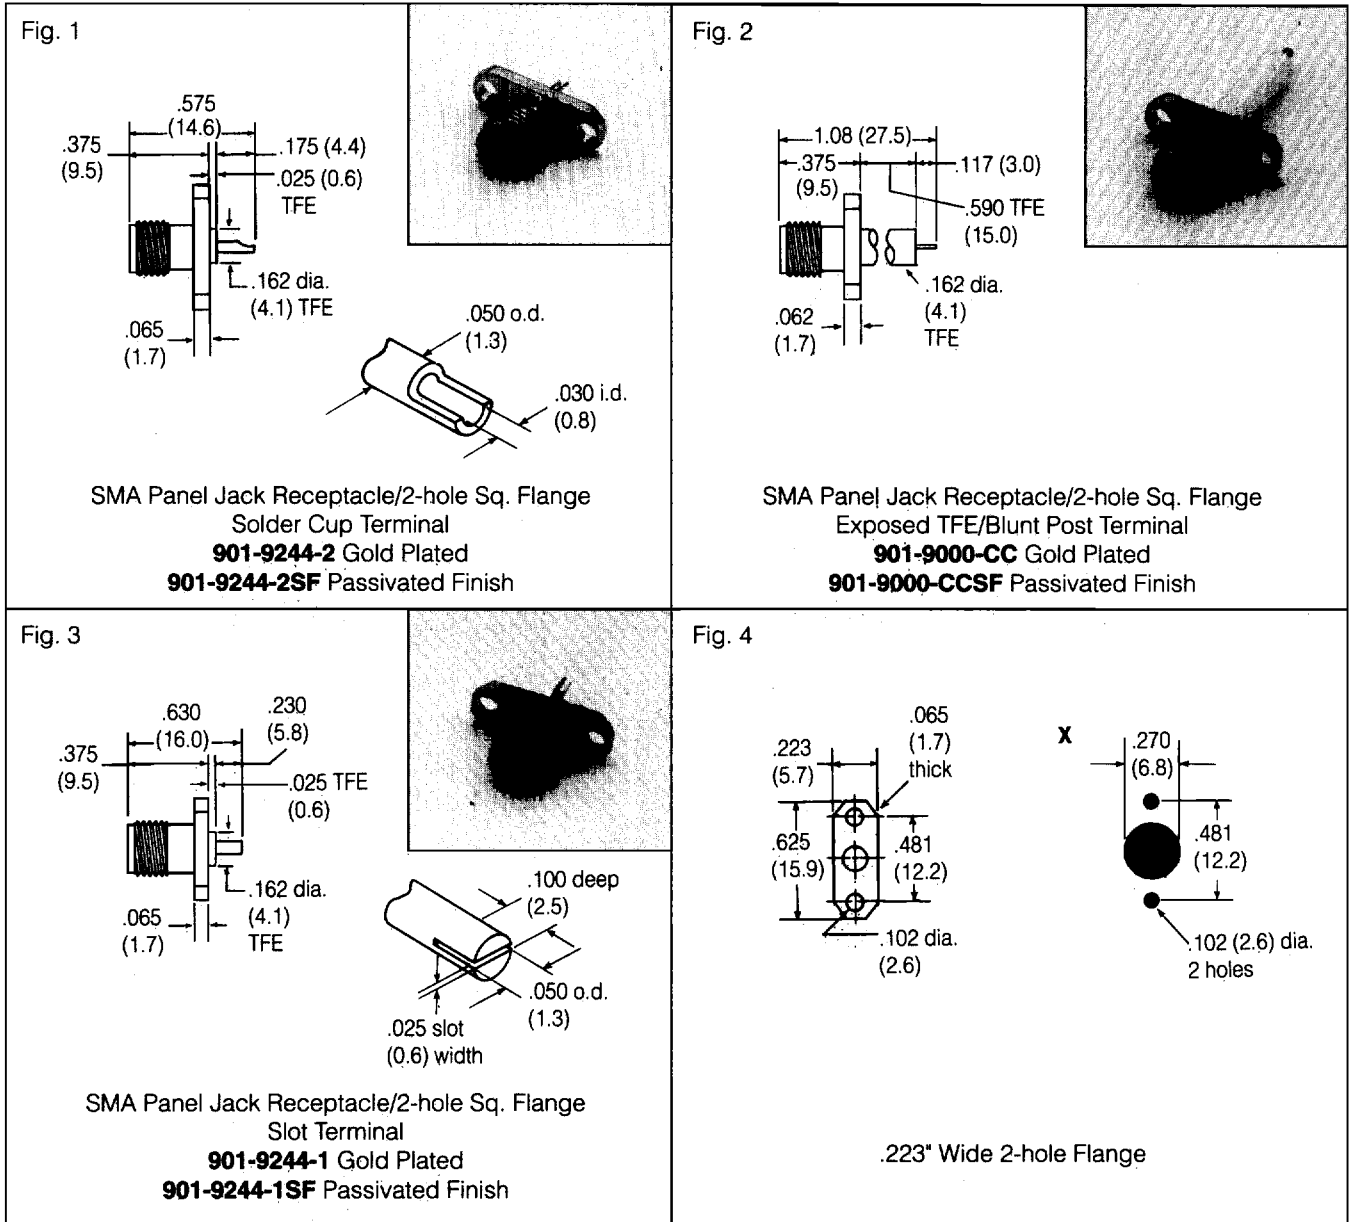 Fig. 1
.575
(14.6)
.375
(9.5)
.175 (4.4)
.025 (0.6)
TFE
.162 dia.
(4.1) TFE
.065
(1.7)
.050 o.d.
(1.3)
.030 i.d.
(0.8)
SMA Panel Jack Receptacle/2-hole Sq. Flange
Solder Cup Terminal
901-9244-2 Gold Plated
901-9244-2SF Passivated Finish
Fig. 2
1.08 (27.5)
.375
(9.5)
.117 (3.0)
.590 TFE
(15.0)
.162 dia.
(4.1)
TFE
.062
(1.7)
SMA Panel Jack Receptacle/2-hole Sq. Flange
Exposed TFE/Blunt Post Terminal
901-9000-CC Gold Plated
901-9000-CCSF Passivated Finish
Fig. 3
.630
(16.0)
.230
(5.8)
.375
(9.5)
.025 TFE
(0.6)
.162 dia.
(4.1)
TFE
.065
(1.7)
.100 deep
(2.5)
.050 o.d.
(1.3)
.025 slot
(0.6) width
SMA Panel Jack Receptacle/2-hole Sq. Flange
Slot Terminal
901-9244-1 Gold Plated
901-9244-1SF Passivated Finish
Fig. 4
.223
(5.7)
.065
(1.7)
thick
.625
(15.9)
.481
(12.2)
.102 dia.
(2.6)
X
.270
(6.8)
.481
(12.2)
.102 (2.6) dia.
2 holes
.223" Wide 2-hole Flange